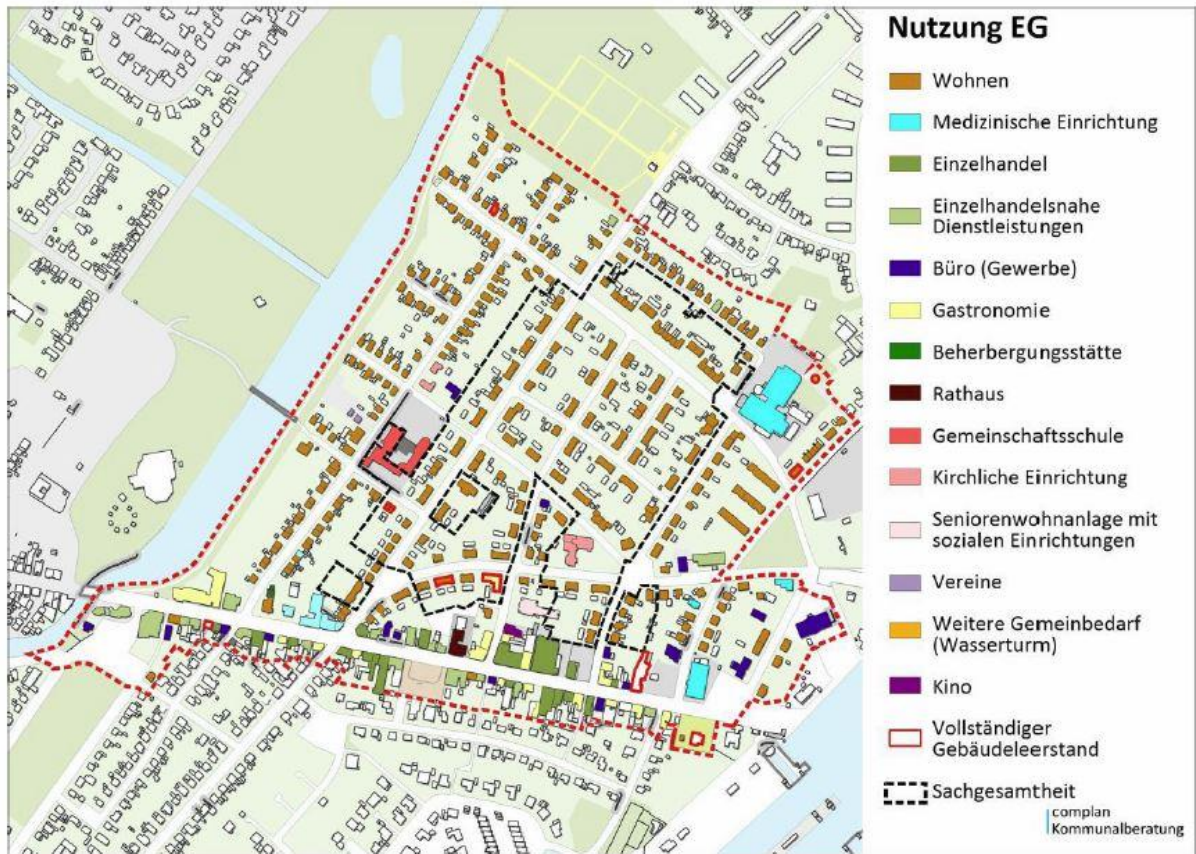 Nutzung EG
Wohnen
Medizinische Einrichtung
Einzelhandel
Einzelhandelsnahe
Dienstleistungen
Büro (Gewerbe)
Gastronomie
Beherbergungsstätte
Rathaus
Gemeinschaftsschule
Kirchliche Einrichtung
Seniorenwohnanlage mit
sozialen Einrichtungen
Vereine
Weitere Gemeinbedarf
(Wasserturm)
Kino
Vollständiger
Gebäudeleerstand
Sachgesamtheit
complan
Kommunalberatung